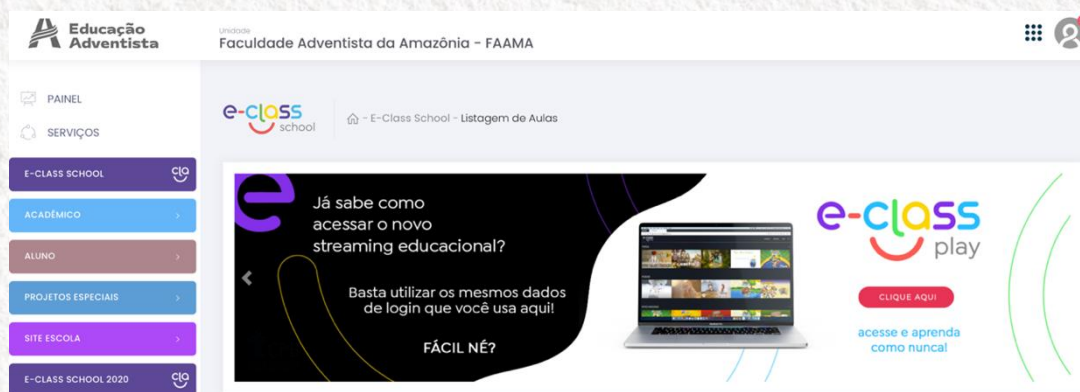 Educação
Adventista
Unidade
Faculdade Adventista da Amazônia - FAAMA
PAINEL
SERVIÇOS
E-CLASS SCHOOL
ACADÊMICO
ALUNO
PROJETOS ESPECIAIS
SITE ESCOLA
E-CLASS SCHOOL 2020
e-class
school
- E-Class School - Listagem de Aulas
Já sabe como
acessar o novo
streaming educacional?
Basta utilizar os mesmos dados
de login que você usa aqui!
FÁCIL NÉ?
e-class
play
CLIQUE AQUI
acesse e aprenda
como nunca!